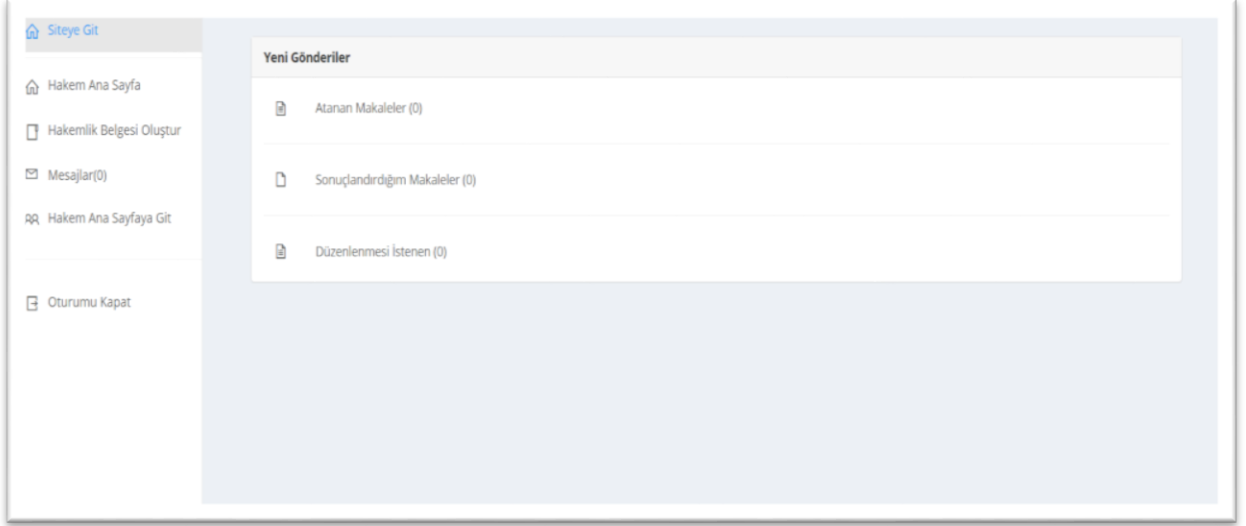 Siteye Git
Hakem Ana Sayfa
Hakemlik Belgesi Oluştur
Mesajlar(0)
Hakem Ana Sayfaya Git
Oturumu Kapat
Yeni Gönderiler
Atanan Makaleler (0)
Sonuçlandırdığım Makaleler (0)
Düzenlenmesi İstenen (0)